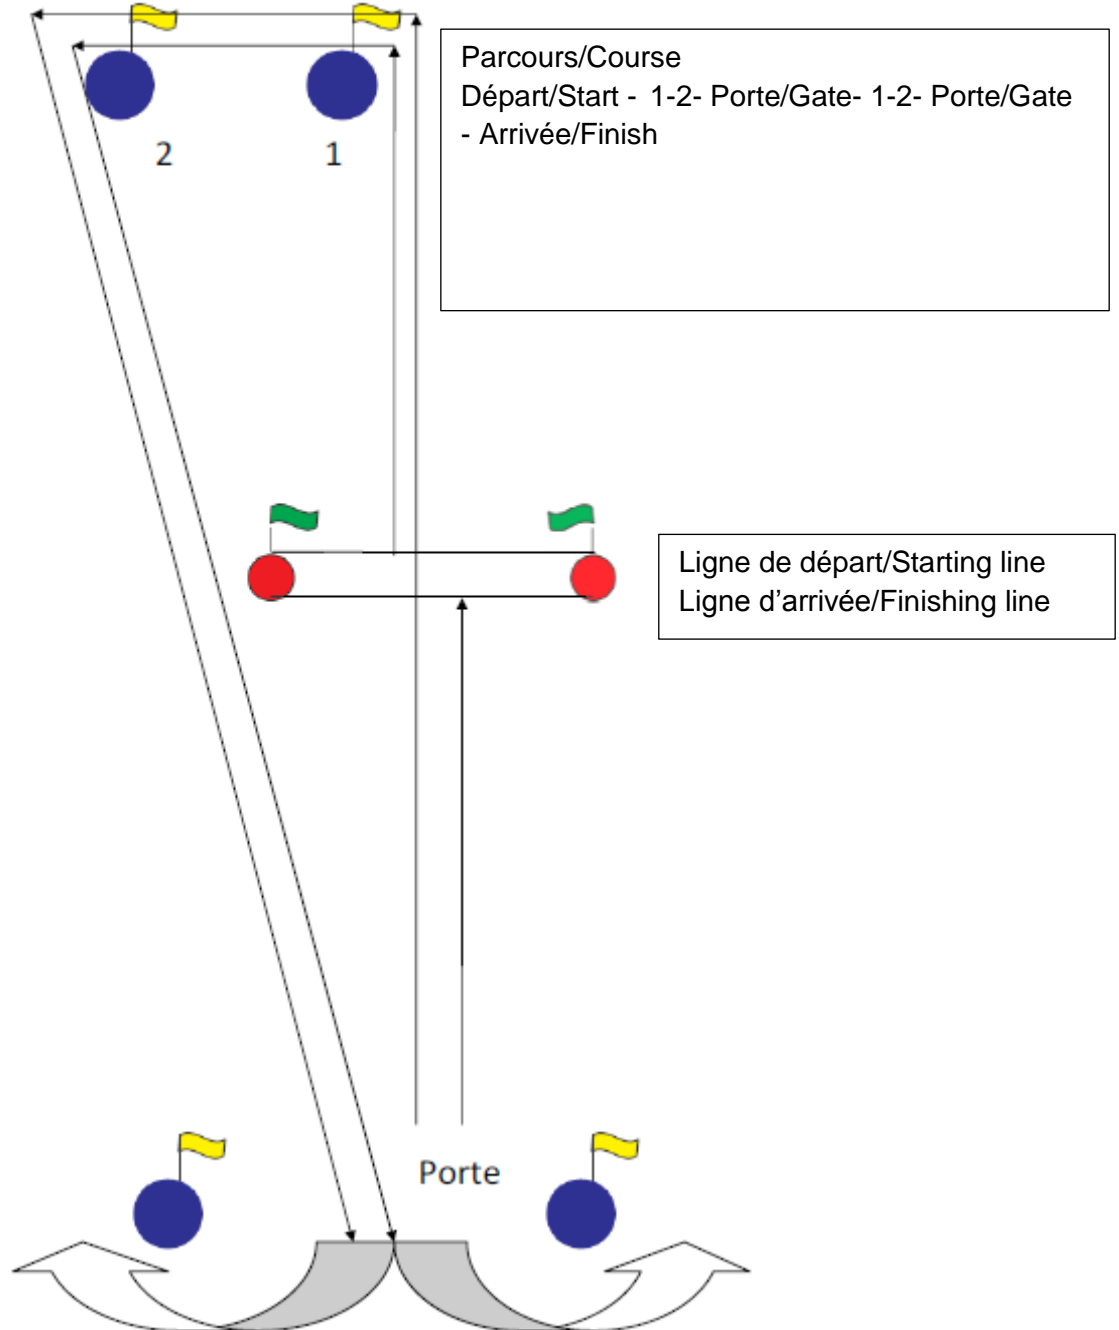 Parcours/Course
Départ/Start - 1-2- Porte/Gate- 1-2- Porte/Gate
- Arrivée/Finish
2
1
Ligne de départ/Starting line
Ligne d’arrivée/Finishing line
Porte